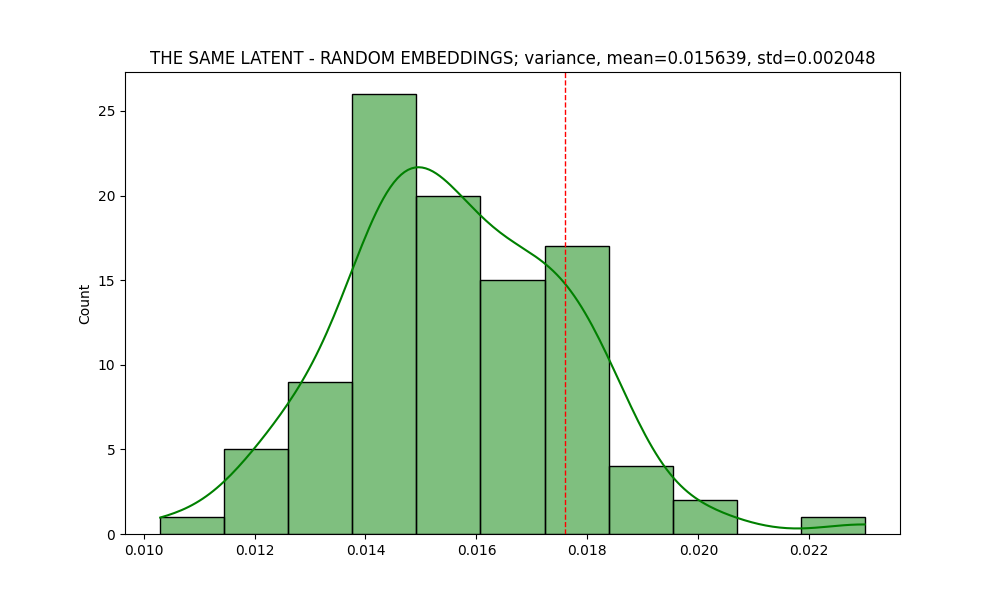 THE SAME LATENT - RANDOM EMBEDDINGS; variance, mean=0.015639, std=0.002048
Count
25
20
15
10
5
0
0.010 0.012 0.014 0.016 0.018 0.020 0.022